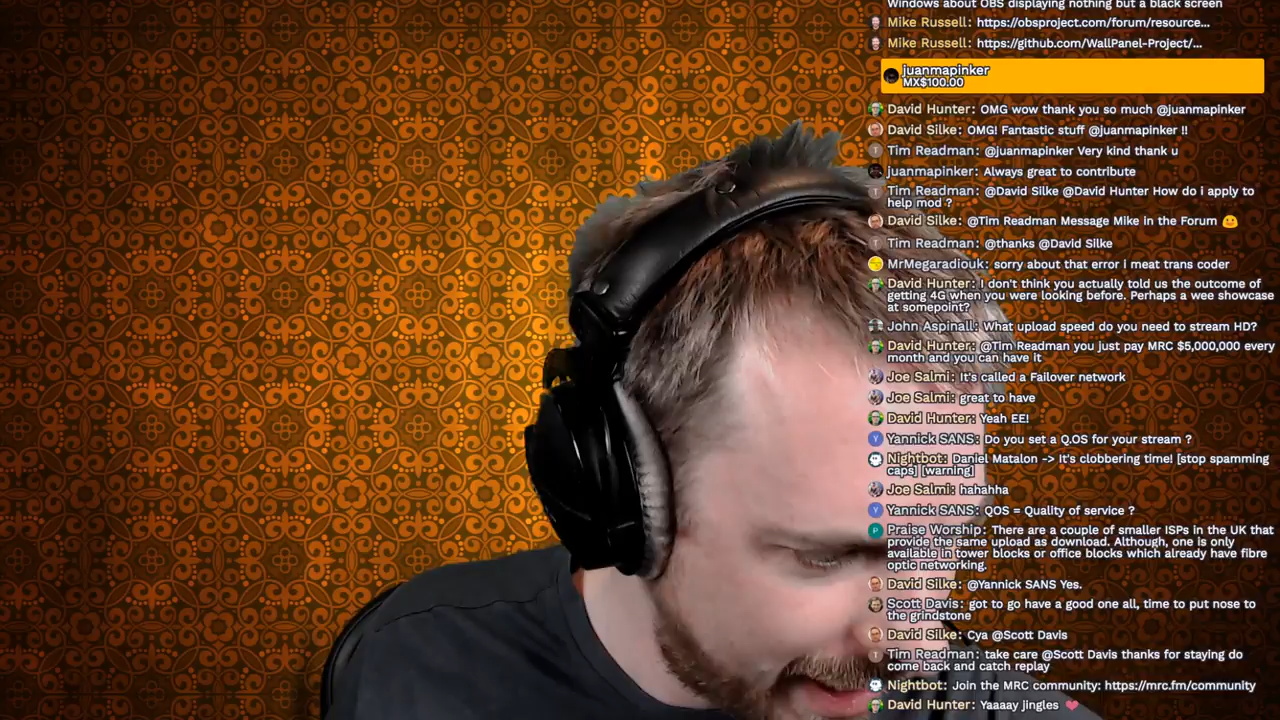 Windows about OBS displaying nothing but a black screen
Mike Russell: https://obsproject.com/forum/resource...
Mike Russell: https://github.com/WallPanel-Project/...
juanmapinker
MX$100.00
David Hunter: OMG wow thank you so much @juanmapinker
David Silke: OMG! Fantastic stuff @juanmapinker !!
T Tim Readman: @juanmapinker Very kind thank u
juanmapinker: Always great to contribute
T Tim Readman: @David Silke @David Hunter How do i apply to
help mod ?
David Silke: @Tim Readman Message Mike in the Forum 🙂
T Tim Readman: @thanks @David Silke
MrMegaradiouk: sorry about that error i meat trans coder
David Hunter: I don't think you actually told us the outcome of
getting 4G when you were looking before. Perhaps a wee showcase
at somepoint?
John Aspinall: What upload speed do you need to stream HD?
David Hunter: @Tim Readman you just pay MRC $5,000,000 every
month and you can have it
Joe Salmi: It's called a Failover network
Joe Salmi: great to have
David Hunter: Yeah EE!
Y Yannick SANS: Do you set a Q.OS for your stream ?
Nightbot: Daniel Matalon -> It's clobbering time! [stop spamming
caps] [warning]
Joe Salmi: hahahha
Y Yannick SANS: QOS = Quality of service ?
P Praise Worship: There are a couple of smaller ISPs in the UK that
provide the same upload as download. Although, one is only
available in tower blocks or office blocks which already have fibre
optic networking.
David Silke: @Yannick SANS Yes.
Scott Davis: got to go have a good one all, time to put nose to
the grindstone
David Silke: Cya @Scott Davis
T Tim Readman: take care @Scott Davis thanks for staying do
come back and catch replay
Nightbot: Join the MRC community: https://mrc.fm/community
David Hunter: Yaaaay jingles ❤